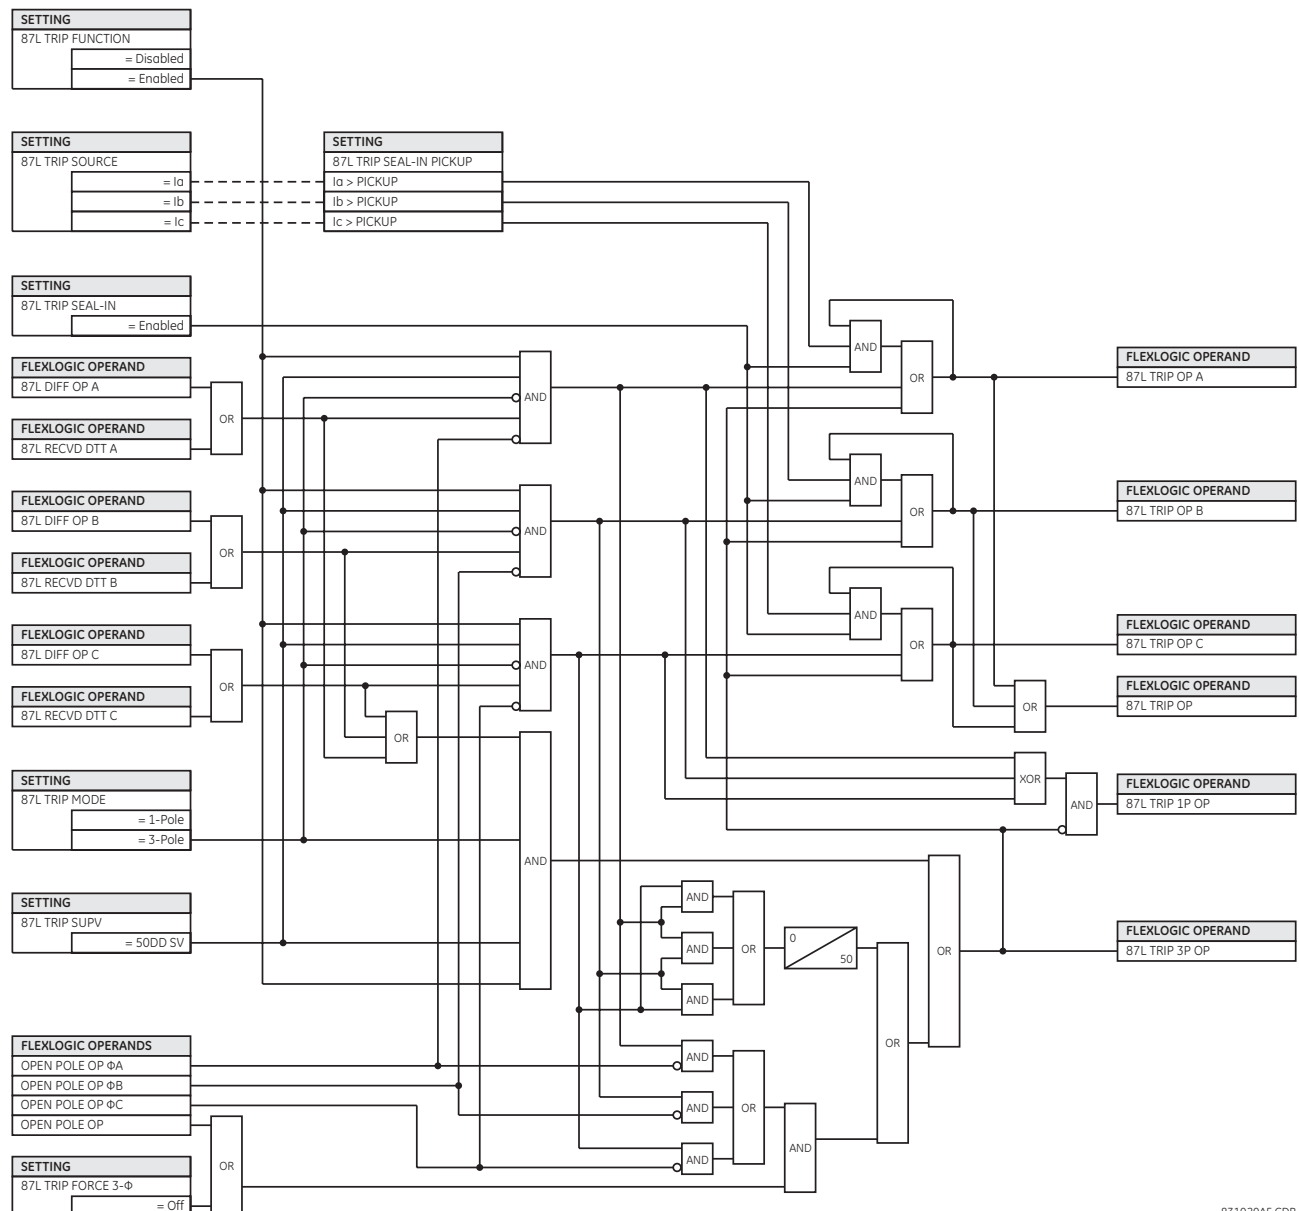 SETTING
87L TRIP FUNCTION
= Disabled
= Enabled
SETTING
87L TRIP SOURCE
= Ia
= Ib
= Ic
SETTING
87L TRIP SEAL-IN PICKUP
Ia > PICKUP
Ib > PICKUP
Ic > PICKUP
SETTING
87L TRIP SEAL-IN
= Enabled
FLEXLOGIC OPERAND
87L DIFF OP A
FLEXLOGIC OPERAND
87L RECVD DTT A
OR
FLEXLOGIC OPERAND
87L DIFF OP B
FLEXLOGIC OPERAND
87L RECVD DTT B
OR
FLEXLOGIC OPERAND
87L DIFF OP C
FLEXLOGIC OPERAND
87L RECVD DTT C
OR
OR
SETTING
87L TRIP MODE
= 1-Pole
= 3-Pole
SETTING
87L TRIP SUPV
= 50DD SV
FLEXLOGIC OPERANDS
OPEN POLE OP ΦA
OPEN POLE OP ΦB
OPEN POLE OP ΦC
OPEN POLE OP
SETTING
87L TRIP FORCE 3-Φ
= Off
OR
AND
AND
AND
AND
AND
OR
AND
OR
AND
OR
OR
XOR
AND
AND
AND
AND
OR
0
50
AND
AND
AND
OR
AND
OR
OR
FLEXLOGIC OPERAND
87L TRIP OP A
FLEXLOGIC OPERAND
87L TRIP OP B
FLEXLOGIC OPERAND
87L TRIP OP C
FLEXLOGIC OPERAND
87L TRIP OP
FLEXLOGIC OPERAND
87L TRIP 1P OP
FLEXLOGIC OPERAND
87L TRIP 3P OP